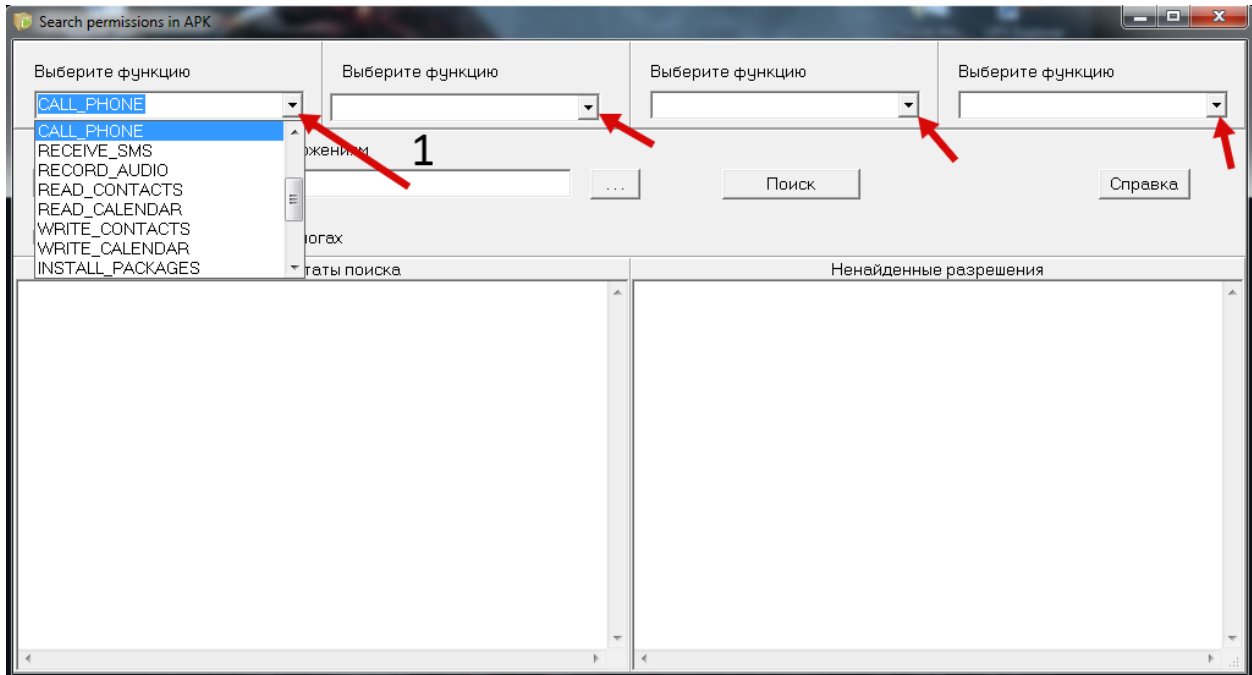 Search permissions in APK
Выберите функцию Выберите функцию Выберите функцию Выберите функцию
CALL_PHONE
CALL_PHONE
RECEIVE_SMS
RECORD_AUDIO
READ_CONTACTS
READ_CALENDAR
WRITE_CONTACTS
WRITE_CALENDAR
INSTALL_PACKAGES
1
... Поиск Справка
Ненайденные разрешения